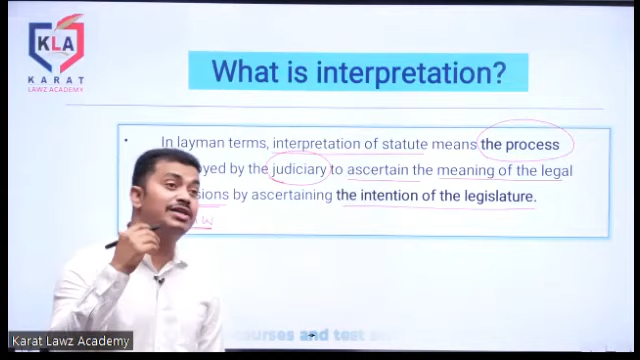 KLA
KARAT
LAWZ ACADEMY
What is interpretation?
In layman terms, interpretation of statute means the process
oyed by the judiciary to ascertain the meaning of the legal
sions by ascertaining the intention of the legislature.
w
courses and test
Karat Lawz Academy